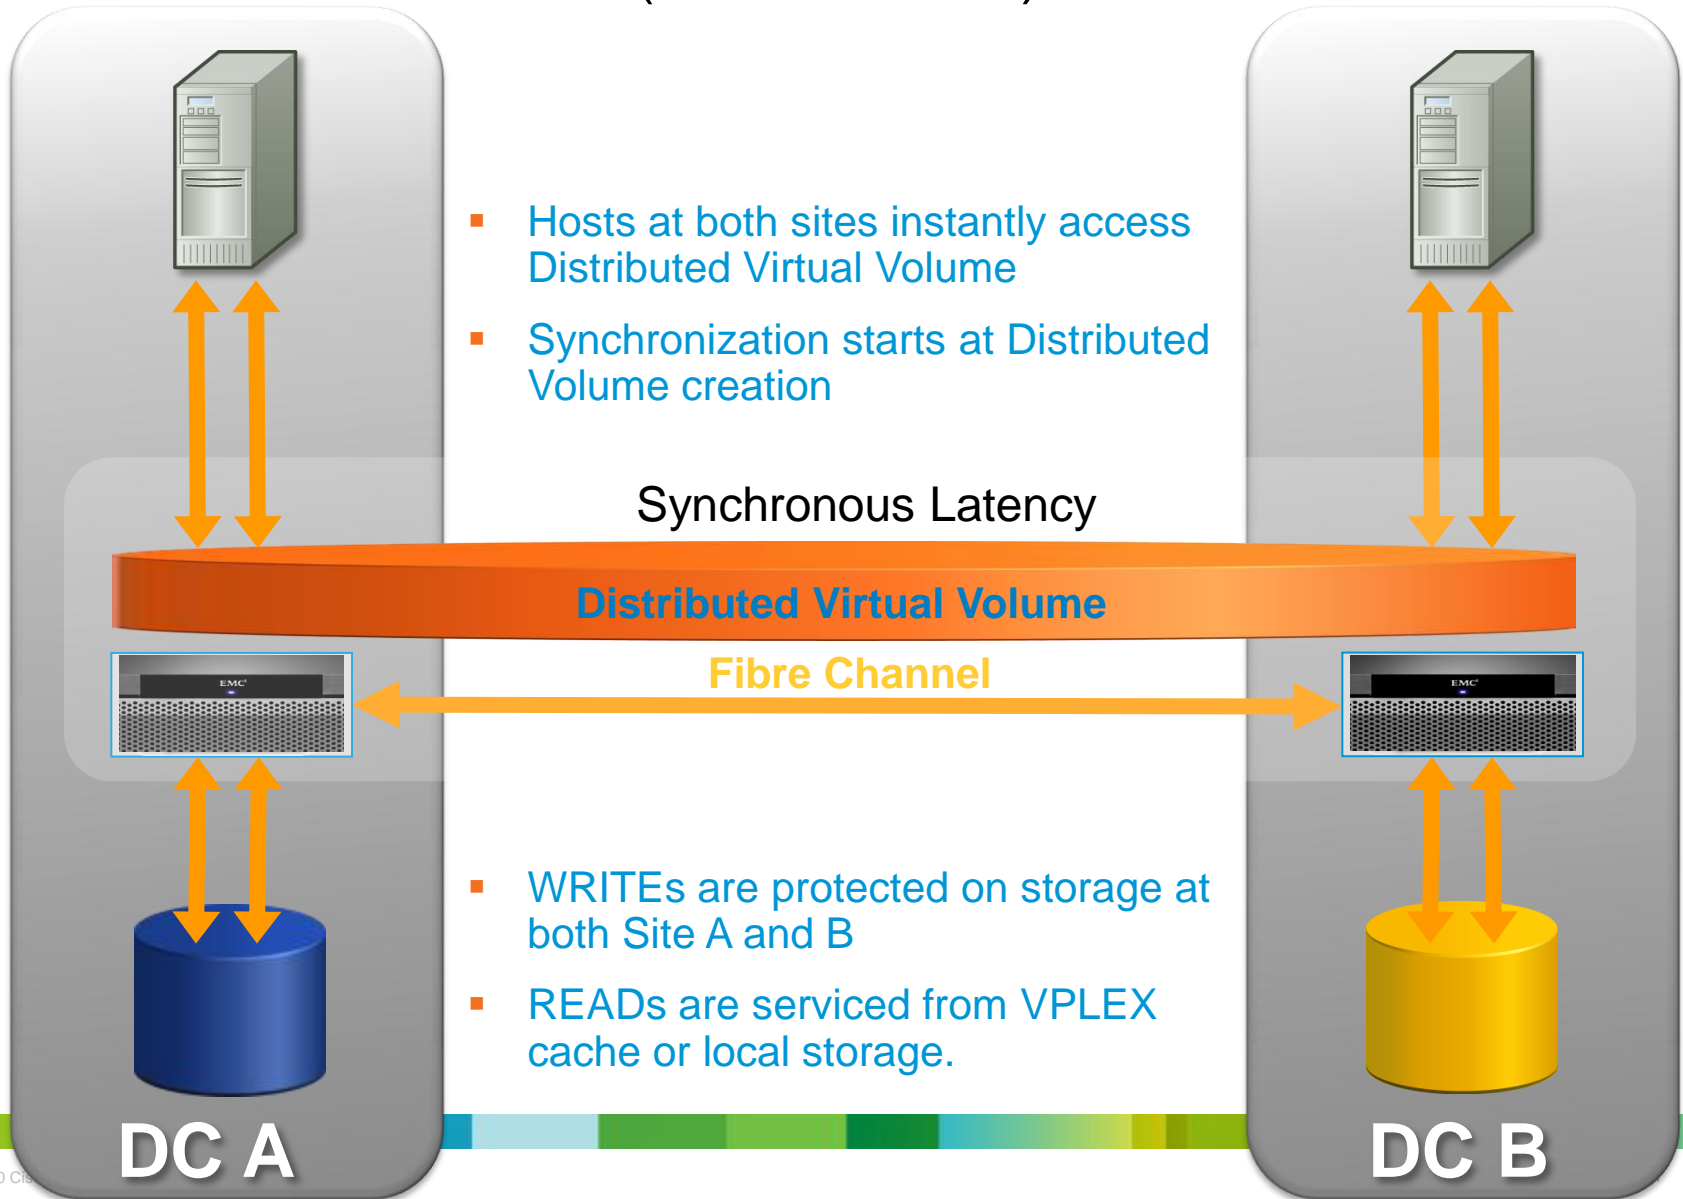 Hosts at both sites instantly access
Distributed Virtual Volume
Synchronization starts at Distributed
Volume creation
Synchronous Latency
Distributed Virtual Volume
Fibre Channel
EMC²
EMC²
WRITEs are protected on storage at
both Site A and B
READs are serviced from VPLEX
cache or local storage.
DC A
DC B